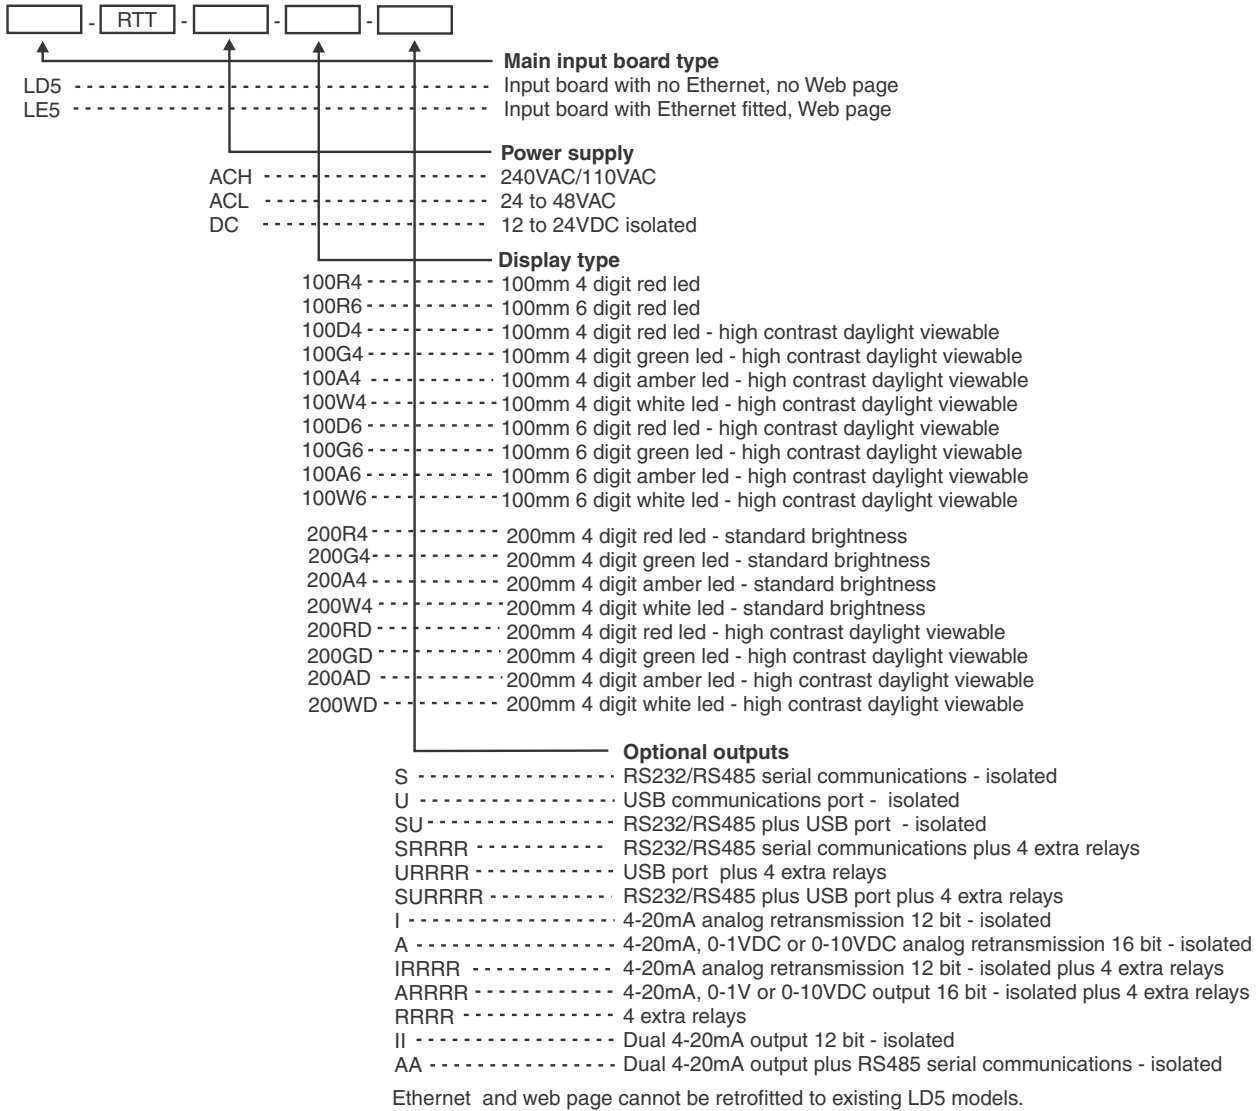 - RTT - - -
Main input board type
LD5 Input board with no Ethernet, no Web page
LE5 Input board with Ethernet fitted, Web page
Power supply
ACH 240VAC/110VAC
ACL 24 to 48VAC
DC 12 to 24VDC isolated
Display type
100R4 100mm 4 digit red led
100R6 100mm 6 digit red led
100D4 100mm 4 digit red led - high contrast daylight viewable
100G4 100mm 4 digit green led - high contrast daylight viewable
100A4 100mm 4 digit amber led - high contrast daylight viewable
100W4 100mm 4 digit white led - high contrast daylight viewable
100D6 100mm 6 digit red led - high contrast daylight viewable
100G6 100mm 6 digit green led - high contrast daylight viewable
100A6 100mm 6 digit amber led - high contrast daylight viewable
100W6 100mm 6 digit white led - high contrast daylight viewable
200R4 200mm 4 digit red led - standard brightness
200G4 200mm 4 digit green led - standard brightness
200A4 200mm 4 digit amber led - standard brightness
200W4 200mm 4 digit white led - standard brightness
200RD 200mm 4 digit red led - high contrast daylight viewable
200GD 200mm 4 digit green led - high contrast daylight viewable
200AD 200mm 4 digit amber led - high contrast daylight viewable
200WD 200mm 4 digit white led - high contrast daylight viewable
Optional outputs
S RS232/RS485 serial communications - isolated
U USB communications port - isolated
SU RS232/RS485 plus USB port - isolated
SRRRR RS232/RS485 serial communications plus 4 extra relays
URRRR USB port plus 4 extra relays
SURRRR RS232/RS485 plus USB port plus 4 extra relays
I 4-20mA analog retransmission 12 bit - isolated
A 4-20mA, 0-1VDC or 0-10VDC analog retransmission 16 bit - isolated
IRRRR 4-20mA analog retransmission 12 bit - isolated plus 4 extra relays
ARRRR 4-20mA, 0-1V or 0-10VDC output 16 bit - isolated plus 4 extra relays
RRRR 4 extra relays
II Dual 4-20mA output 12 bit - isolated
AA Dual 4-20mA output plus RS485 serial communications - isolated
Ethernet and web page cannot be retrofitted to existing LD5 models.